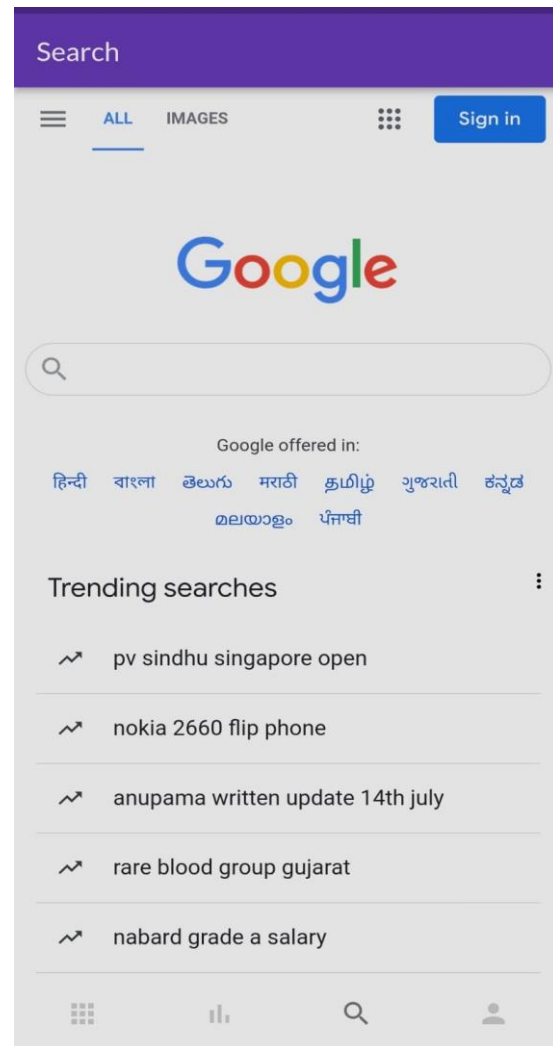 Search
ALL IMAGES Sign in
Google
Google offered in:
हिन्दी বাংলা తెలుగు मराठी தமிழ் ગુજરાતી ಕನ್ನಡ
മലയാളം ਪੰਜਾਬੀ
Trending searches
pv sindhu singapore open
nokia 2660 flip phone
anupama written update 14th july
rare blood group gujarat
nabard grade a salary